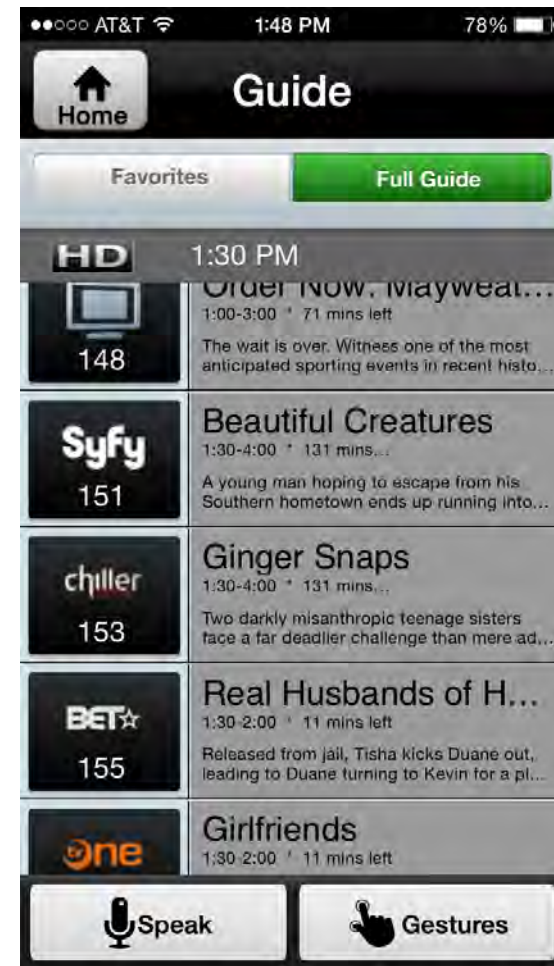 AT&T 1:48 PM 78%
Home
Guide
Favorites Full Guide
HD 1:30 PM
148
Order Now: Mayweat...
1:00-3:00 * 71 mins left
The wait is over. Witness one of the most
anticipated sporting events in recent histo...
Syfy
151
Beautiful Creatures
1:30-4:00 * 131 mins...
A young man hoping to escape from his
Southern hometown ends up running into...
chiller
153
Ginger Snaps
1:30-4:00 * 131 mins...
Two darkly misanthropic teenage sisters
face a far deadlier challenge than mere ad...
BET☆
155
Real Husbands of H...
1:30-2:00 * 11 mins left
Released from jail, Tisha kicks Duane out,
leading to Duane turning to Kevin for a pl...
tv one
Girlfriends
1:30-2:00 * 11 mins left
Speak
Gestures